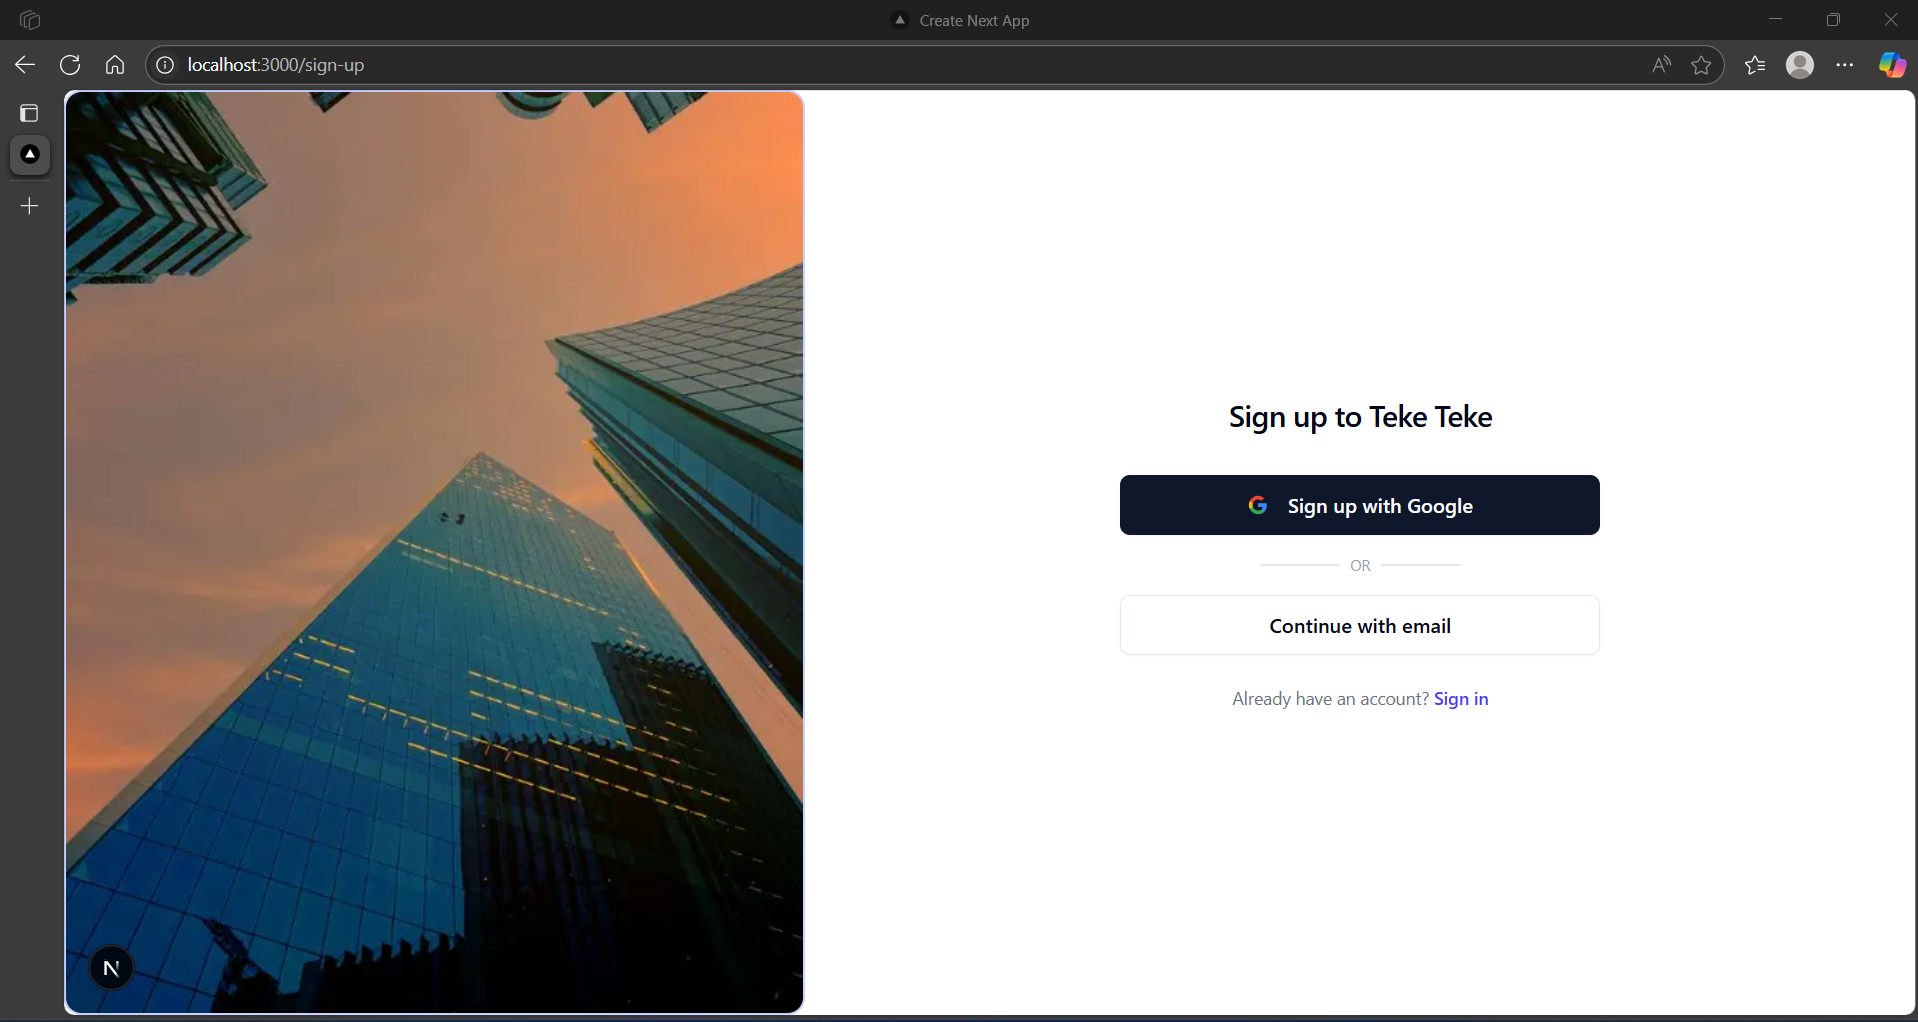 Create Next App
localhost:3000/sign-up
Sign up to Teke Teke
G Sign up with Google
OR
Continue with email
Already have an account? Sign in
N